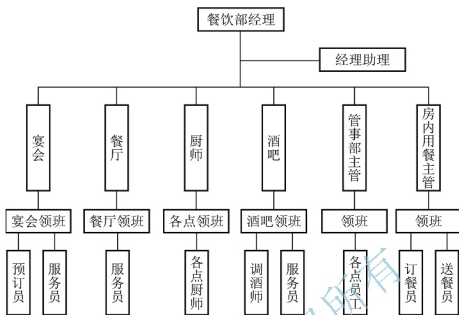 餐饮部经理
经理助理
宴会
餐厅
厨师
酒吧
管事部主管
房内用餐主管
宴会领班
餐厅领班
各点领班
酒吧领班
领班
领班
预订员
服务员
服务员
各点厨师
调酒师
服务员
各点员工
订餐员
送餐员
所有